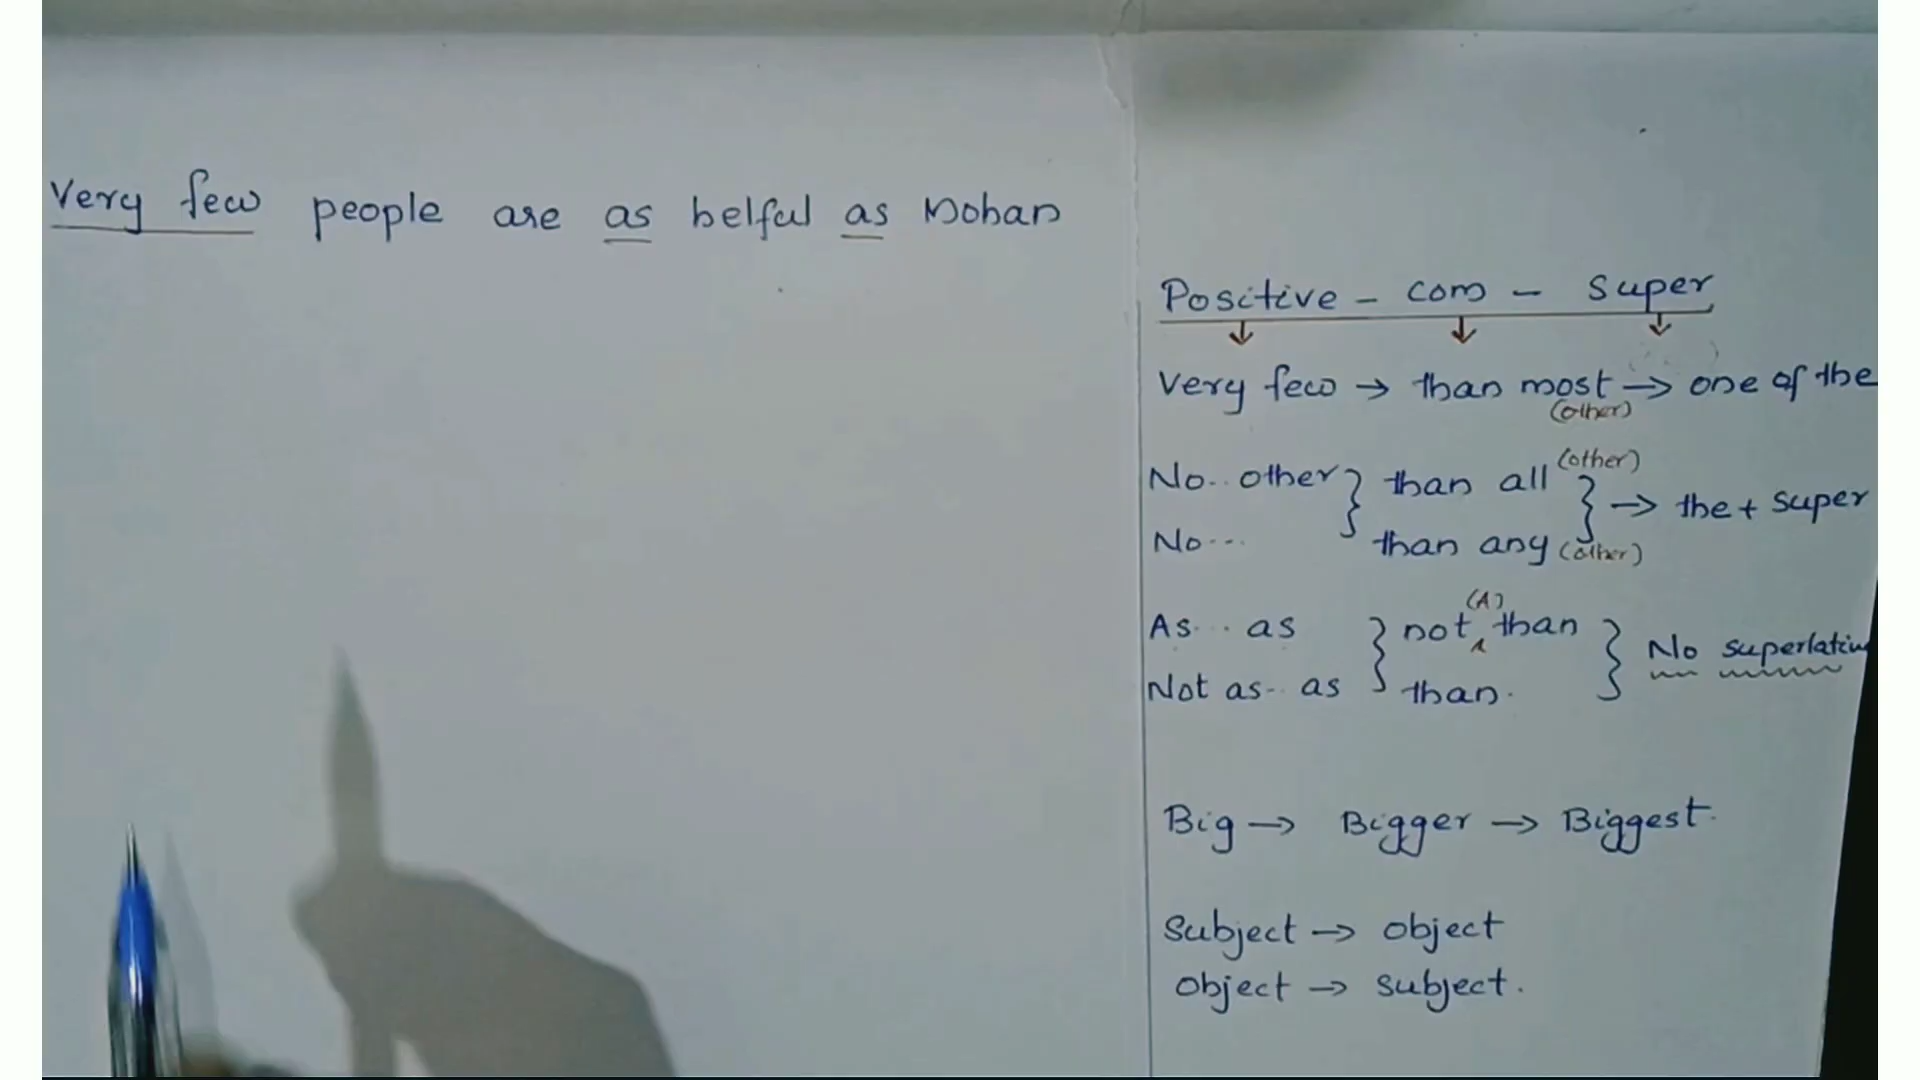 Very few people are as helful as Mohan
Positive - com - Super
Very few → than most → one of the
(other)
No.. other } than all (other) } → the + super
No... than any (other)
As... as } not (A) than } No superlativ
Not as.. as than.
Big → Bigger → Biggest.
Subject → object
object → subject.